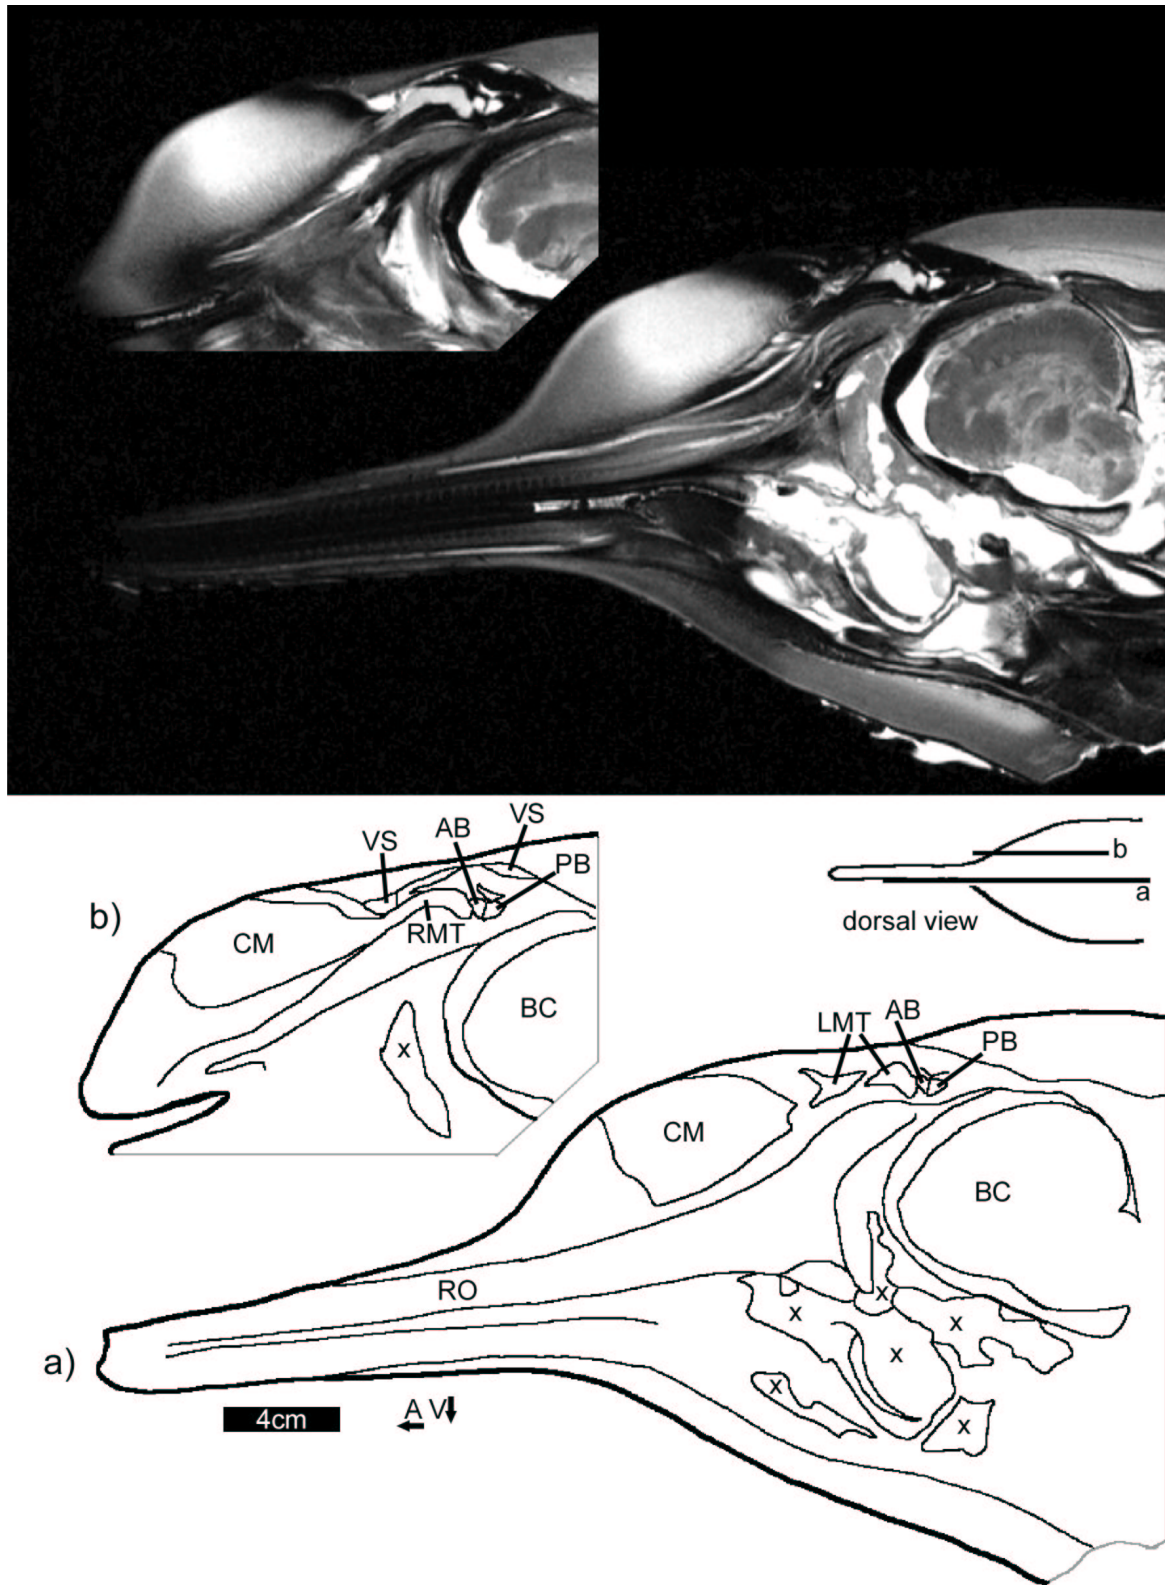 VS AB VS
PB
b)
CM RMT
BC
x
b
a
dorsal view
LMT AB
PB
CM
BC
RO
x x x
x
x x
a)
4cm A V